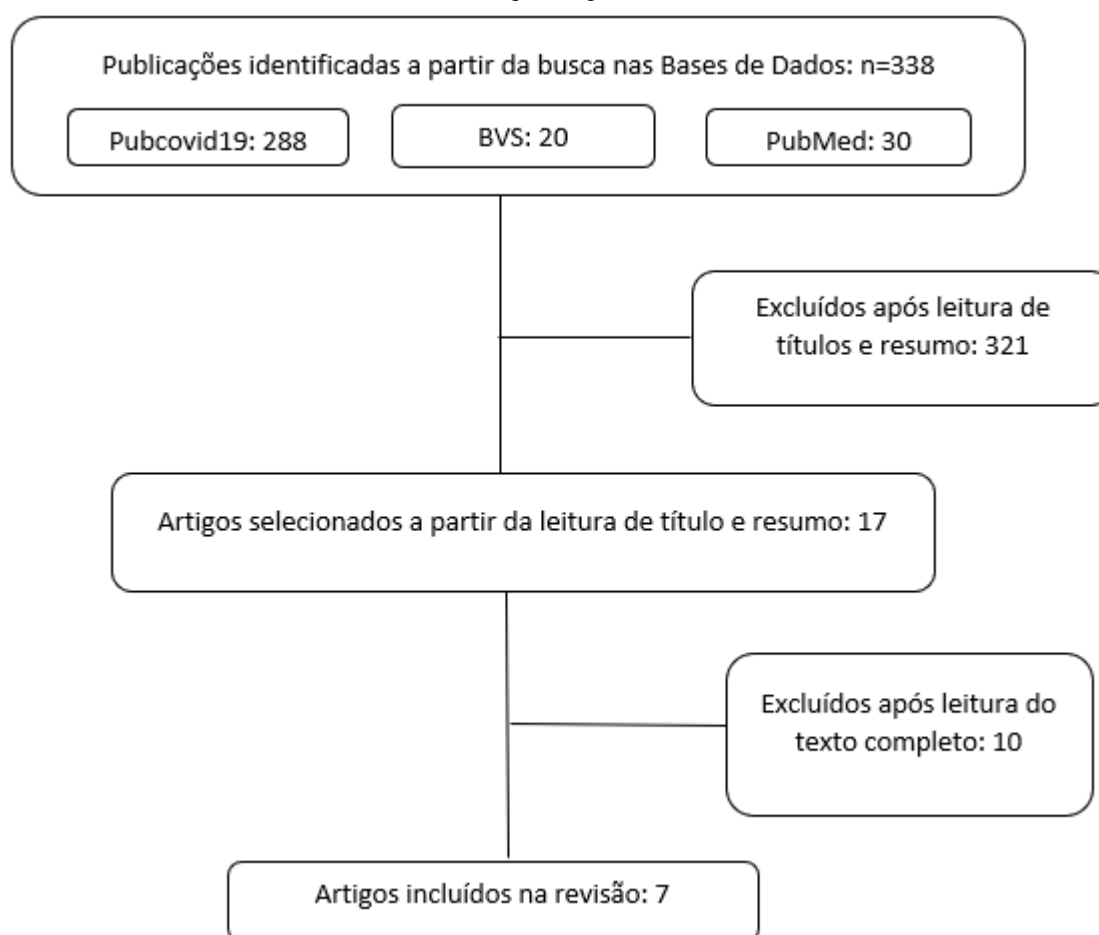 Publicações identificadas a partir da busca nas Bases de Dados: n=338
Pubcovid19: 288
BVS: 20
PubMed: 30
Excluídos após leitura de
títulos e resumo: 321
Artigos selecionados a partir da leitura de título e resumo: 17
Excluídos após leitura do
texto completo: 10
Artigos incluídos na revisão: 7